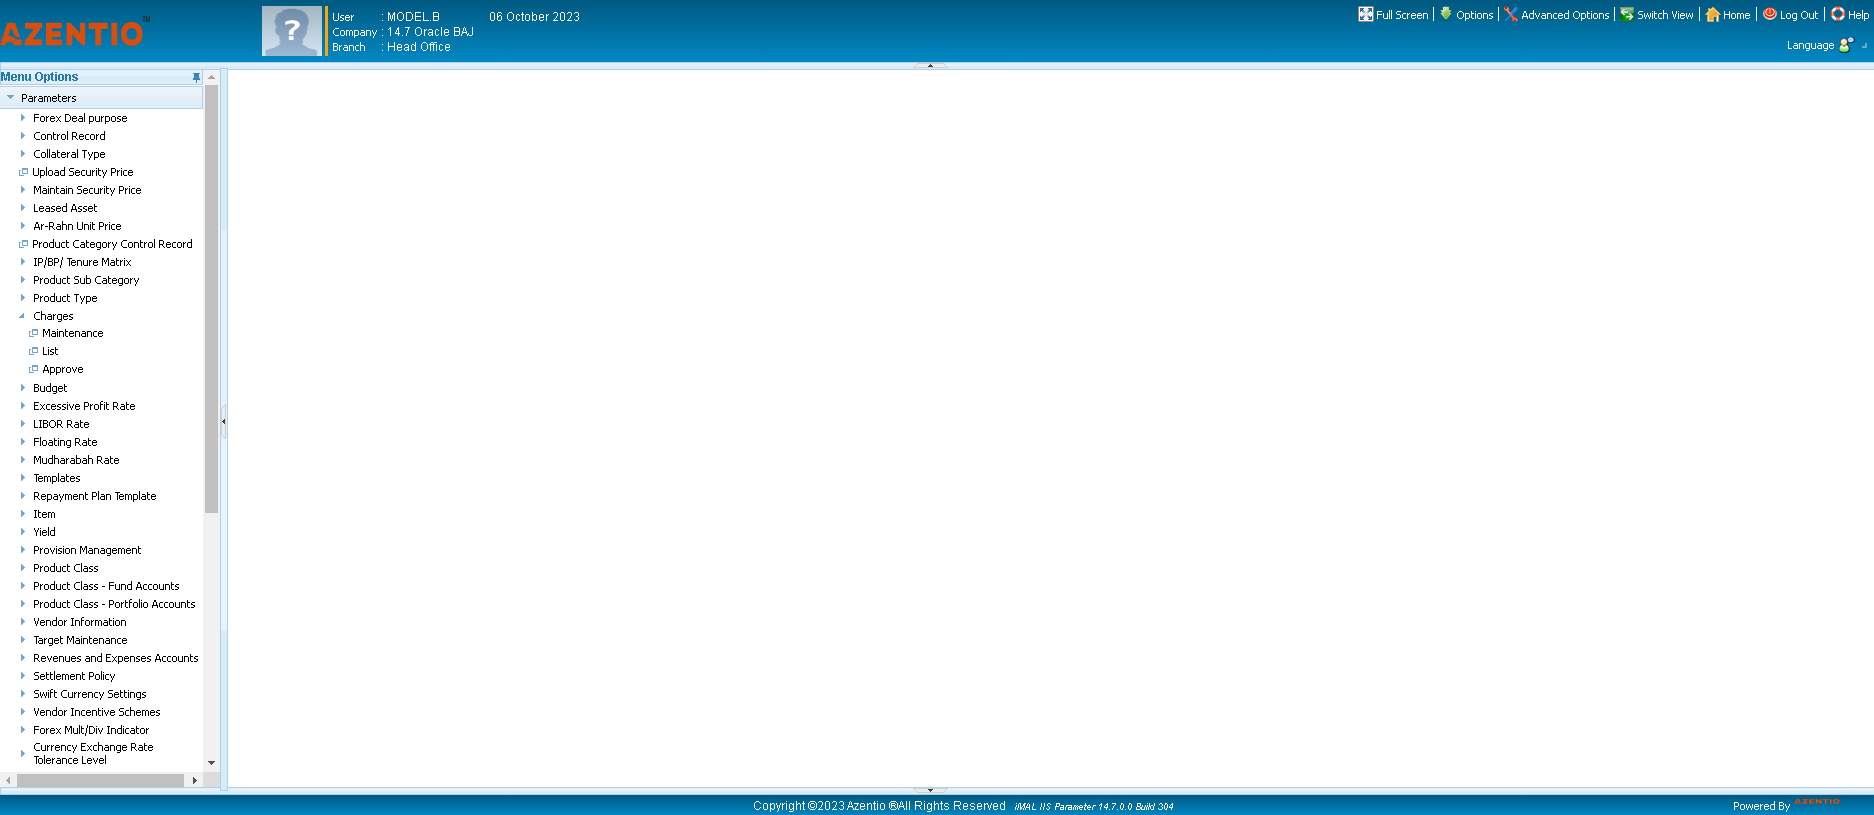 AZENTIO™
User : MODEL.B 06 October 2023
Company : 14.7 Oracle BAJ
Branch : Head Office
Full Screen Options Advanced Options Switch View Home Log Out Help
Language
Menu Options
Parameters
Forex Deal purpose
Control Record
Collateral Type
Upload Security Price
Maintain Security Price
Leased Asset
Ar-Rahn Unit Price
Product Category Control Record
IP/BP/ Tenure Matrix
Product Sub Category
Product Type
Charges
Maintenance
List
Approve
Budget
Excessive Profit Rate
LIBOR Rate
Floating Rate
Mudharabah Rate
Templates
Repayment Plan Template
Item
Yield
Provision Management
Product Class
Product Class - Fund Accounts
Product Class - Portfolio Accounts
Vendor Information
Target Maintenance
Revenues and Expenses Accounts
Settlement Policy
Swift Currency Settings
Vendor Incentive Schemes
Forex Mult/Div Indicator
Currency Exchange Rate
Tolerance Level
Copyright ©2023 Azentio ®All Rights Reserved iMAL IIS Parameter 14.7.0.0 Build 304
Powered By AZENTIO